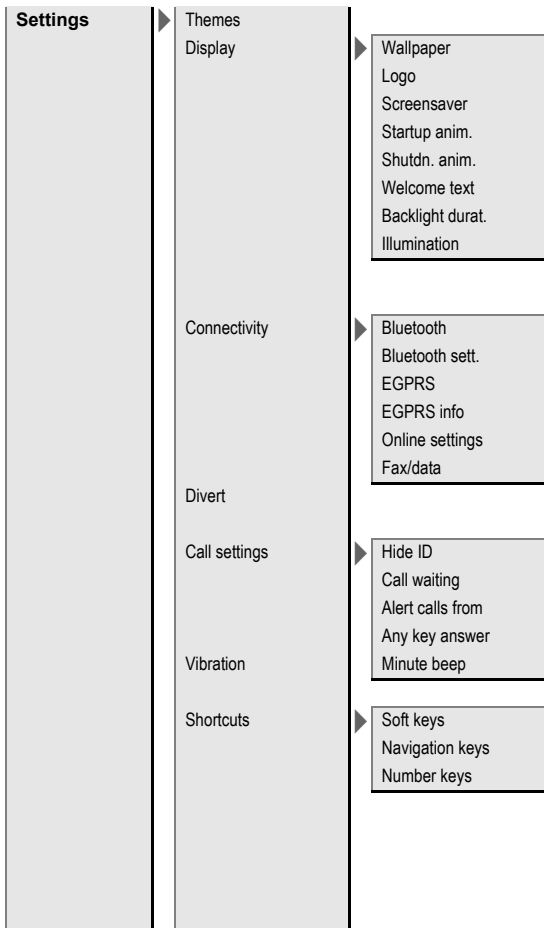 Settings
Themes
Display
Wallpaper
Logo
Screensaver
Startup anim.
Shutdn. anim.
Welcome text
Backlight durat.
Illumination
Connectivity
Bluetooth
Bluetooth sett.
EGPRS
EGPRS info
Online settings
Fax/data
Divert
Call settings
Hide ID
Call waiting
Alert calls from
Any key answer
Vibration
Minute beep
Shortcuts
Soft keys
Navigation keys
Number keys